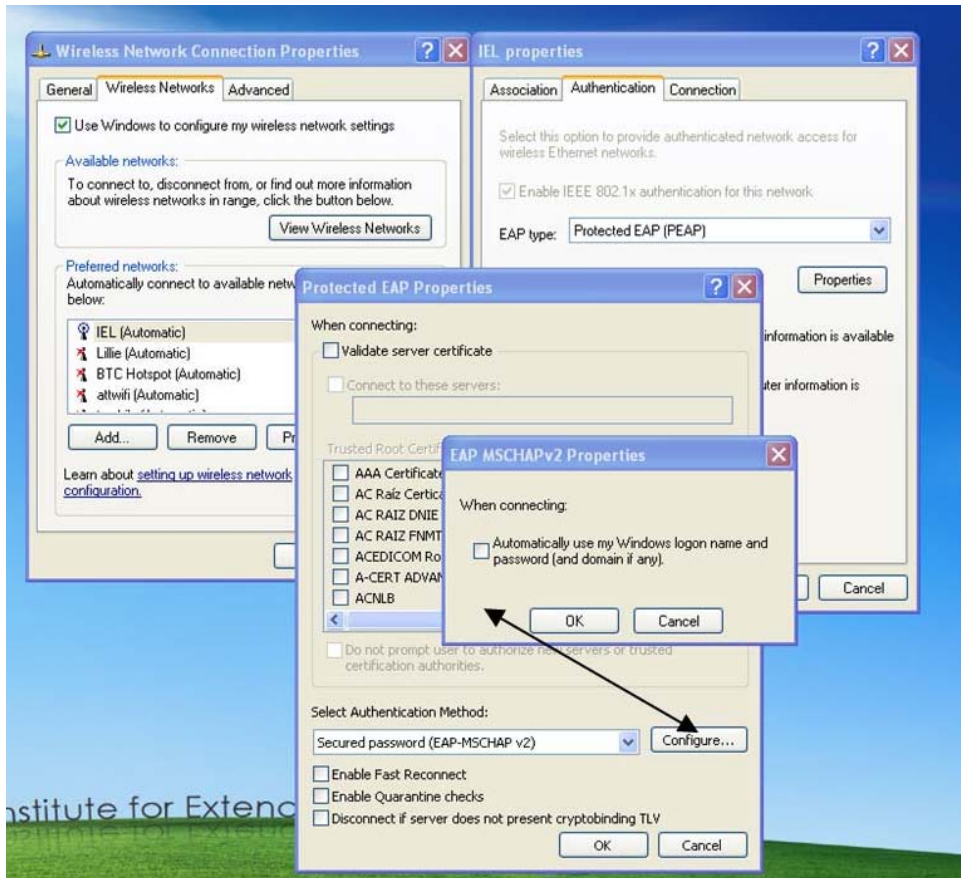 Wireless Network Connection Properties
General Wireless Networks Advanced
Use Windows to configure my wireless network settings
Available networks:
To connect to, disconnect from, or find out more information
about wireless networks in range, click the button below.
View Wireless Networks
Preferred networks:
Automatically connect to available netw
below:
IEL (Automatic)
Lillie (Automatic)
BTC Hotspot (Automatic)
attwifi (Automatic)
Add... Remove Pr
Learn about setting up wireless network
configuration.
IEL properties
Association Authentication Connection
Select this option to provide authenticated network access for
wireless Ethernet networks.
Enable IEEE 802.1x authentication for this network
EAP type: Protected EAP (PEAP)
Properties
information is available
uter information is
Cancel
Protected EAP Properties
When connecting:
Validate server certificate
Connect to these servers:
Trusted Root Certif
AAA Certificate
AC Raíz Certica
AC RAIZ DNIE
AC RAIZ FNMT
ACEDICOM Ro
A-CERT ADVAN
ACNLB
Do not prompt user to authorize new servers or trusted
certification authorities.
Select Authentication Method:
Secured password (EAP-MSCHAP v2) Configure...
Enable Fast Reconnect
Enable Quarantine checks
Disconnect if server does not present cryptobinding TLV
OK Cancel
EAP MSCHAPv2 Properties
When connecting:
Automatically use my Windows logon name and
password (and domain if any).
OK Cancel
nstitute for Extenc